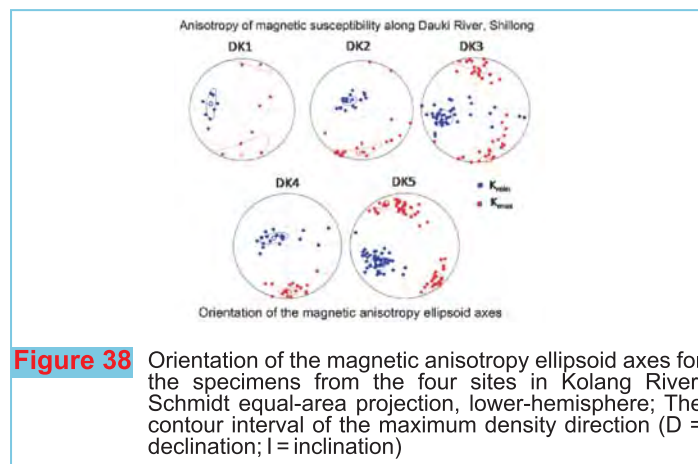 Anisotropy of magnetic susceptibility along Dauki River, Shillong
DK1 DK2 DK3
DK4 DK5
Kmin
Kmax
Orientation of the magnetic anisotropy ellipsoid axes
Figure 38 Orientation of the magnetic anisotropy ellipsoid axes for
the specimens from the four sites in Kolang River
Schmidt equal-area projection, lower-hemisphere; The
contour interval of the maximum density direction (D =
declination; I = inclination)